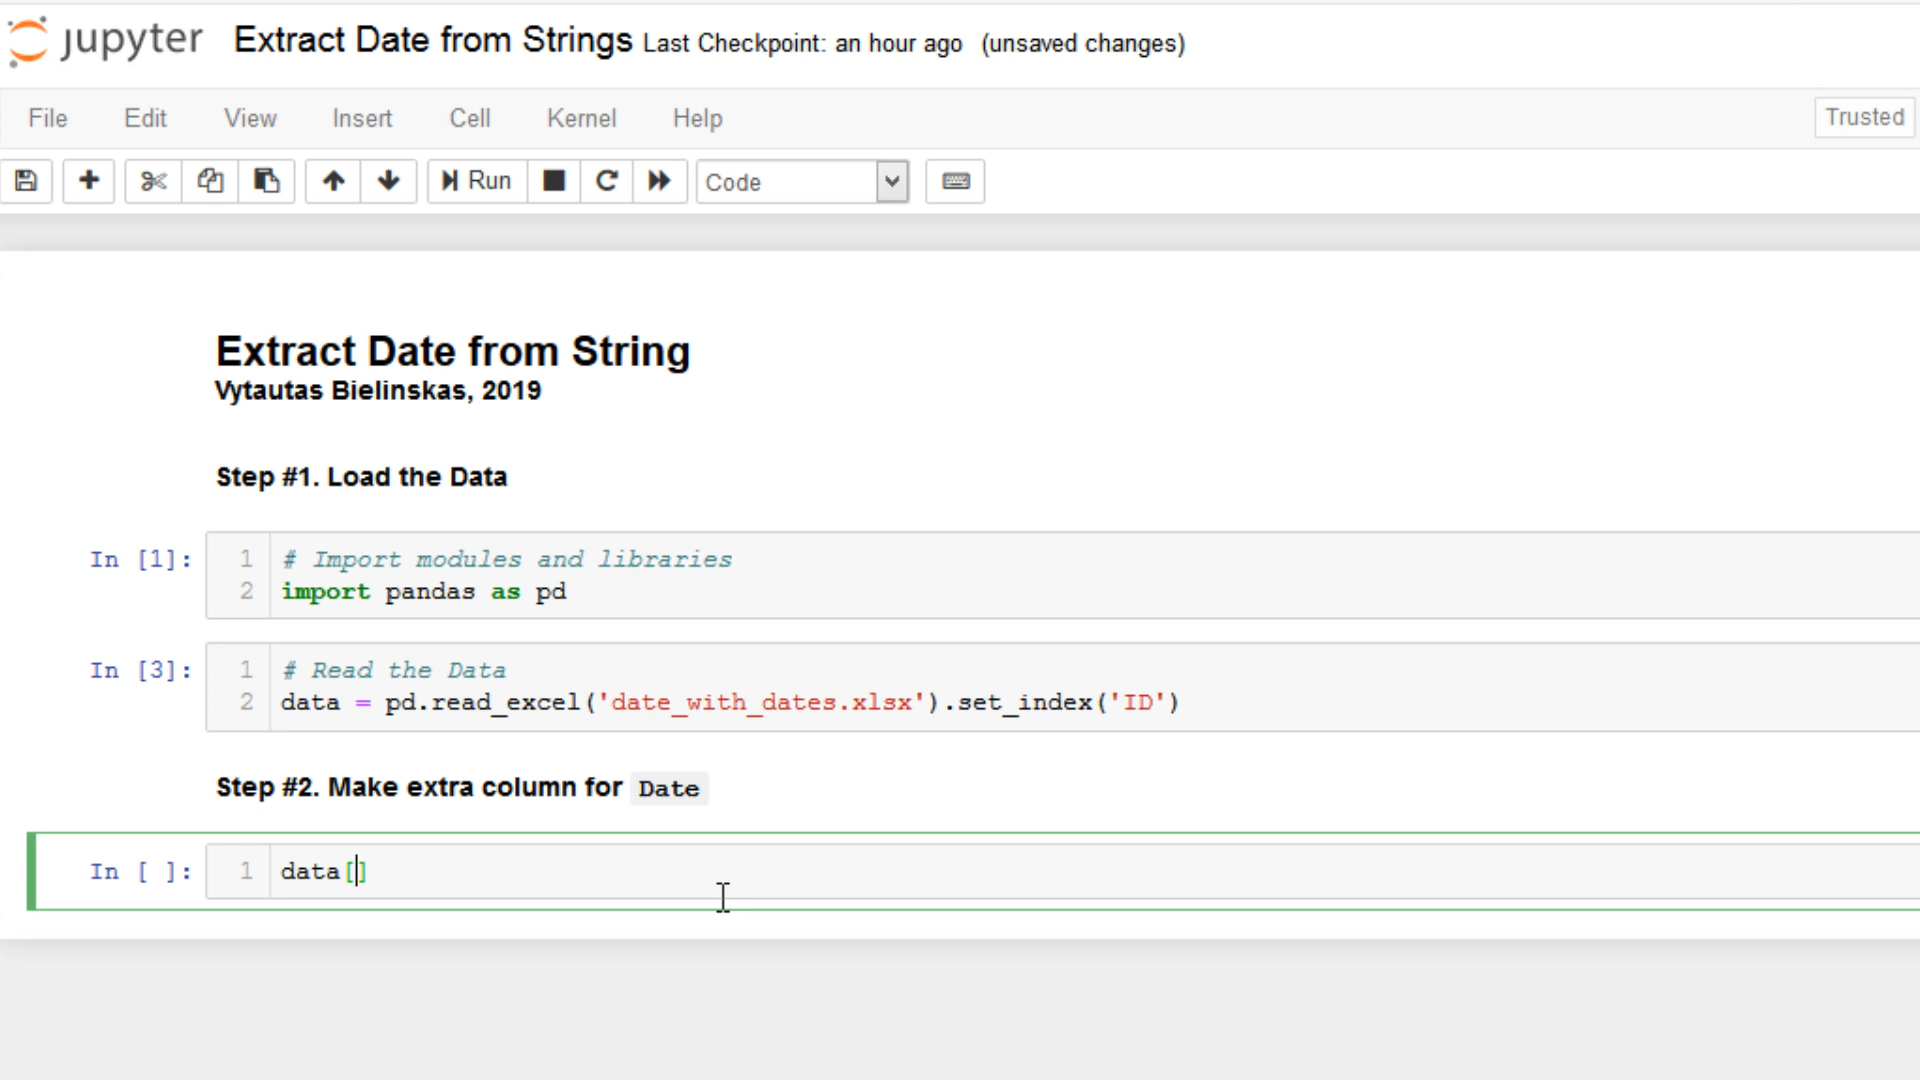 jupyter Extract Date from Strings Last Checkpoint: an hour ago (unsaved changes)
File Edit View Insert Cell Kernel Help Trusted
Run Code
Extract Date from String
Vytautas Bielinskas, 2019
Step #1. Load the Data
In [1]: 1 # Import modules and libraries
2 import pandas as pd
In [3]: 1 # Read the Data
2 data = pd.read_excel('date_with_dates.xlsx').set_index('ID')
Step #2. Make extra column for Date
In [ ]: 1 data[]